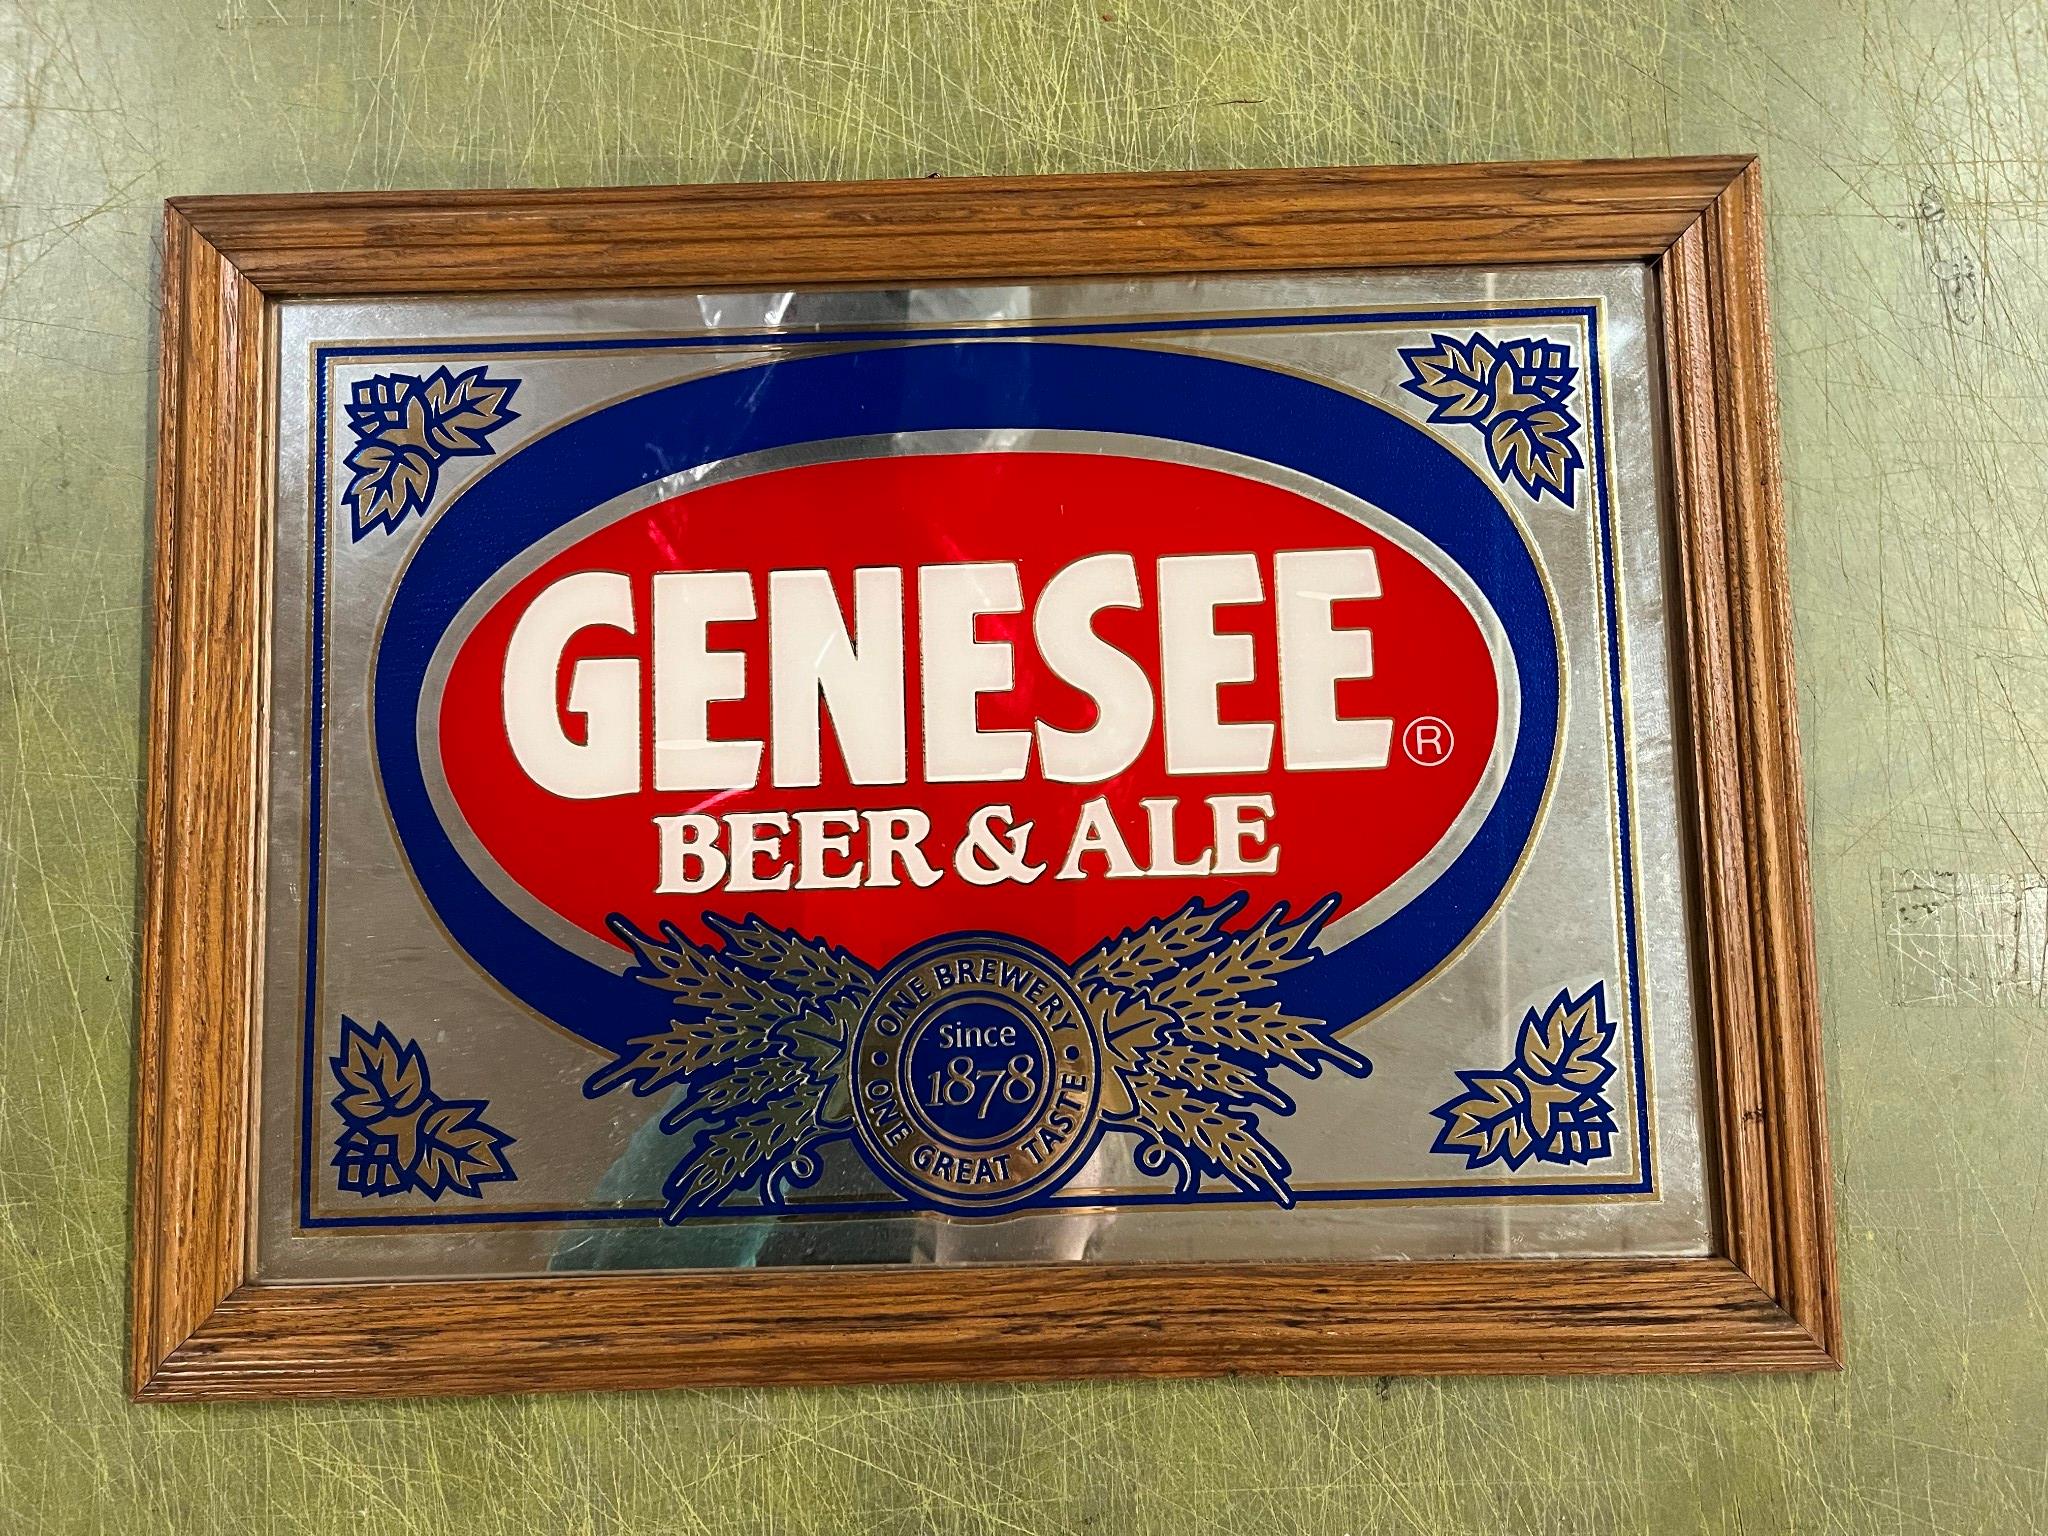 GENESEE®
BEER & ALE
ONE BREWERY
Since
1878
ONE GREAT TASTE